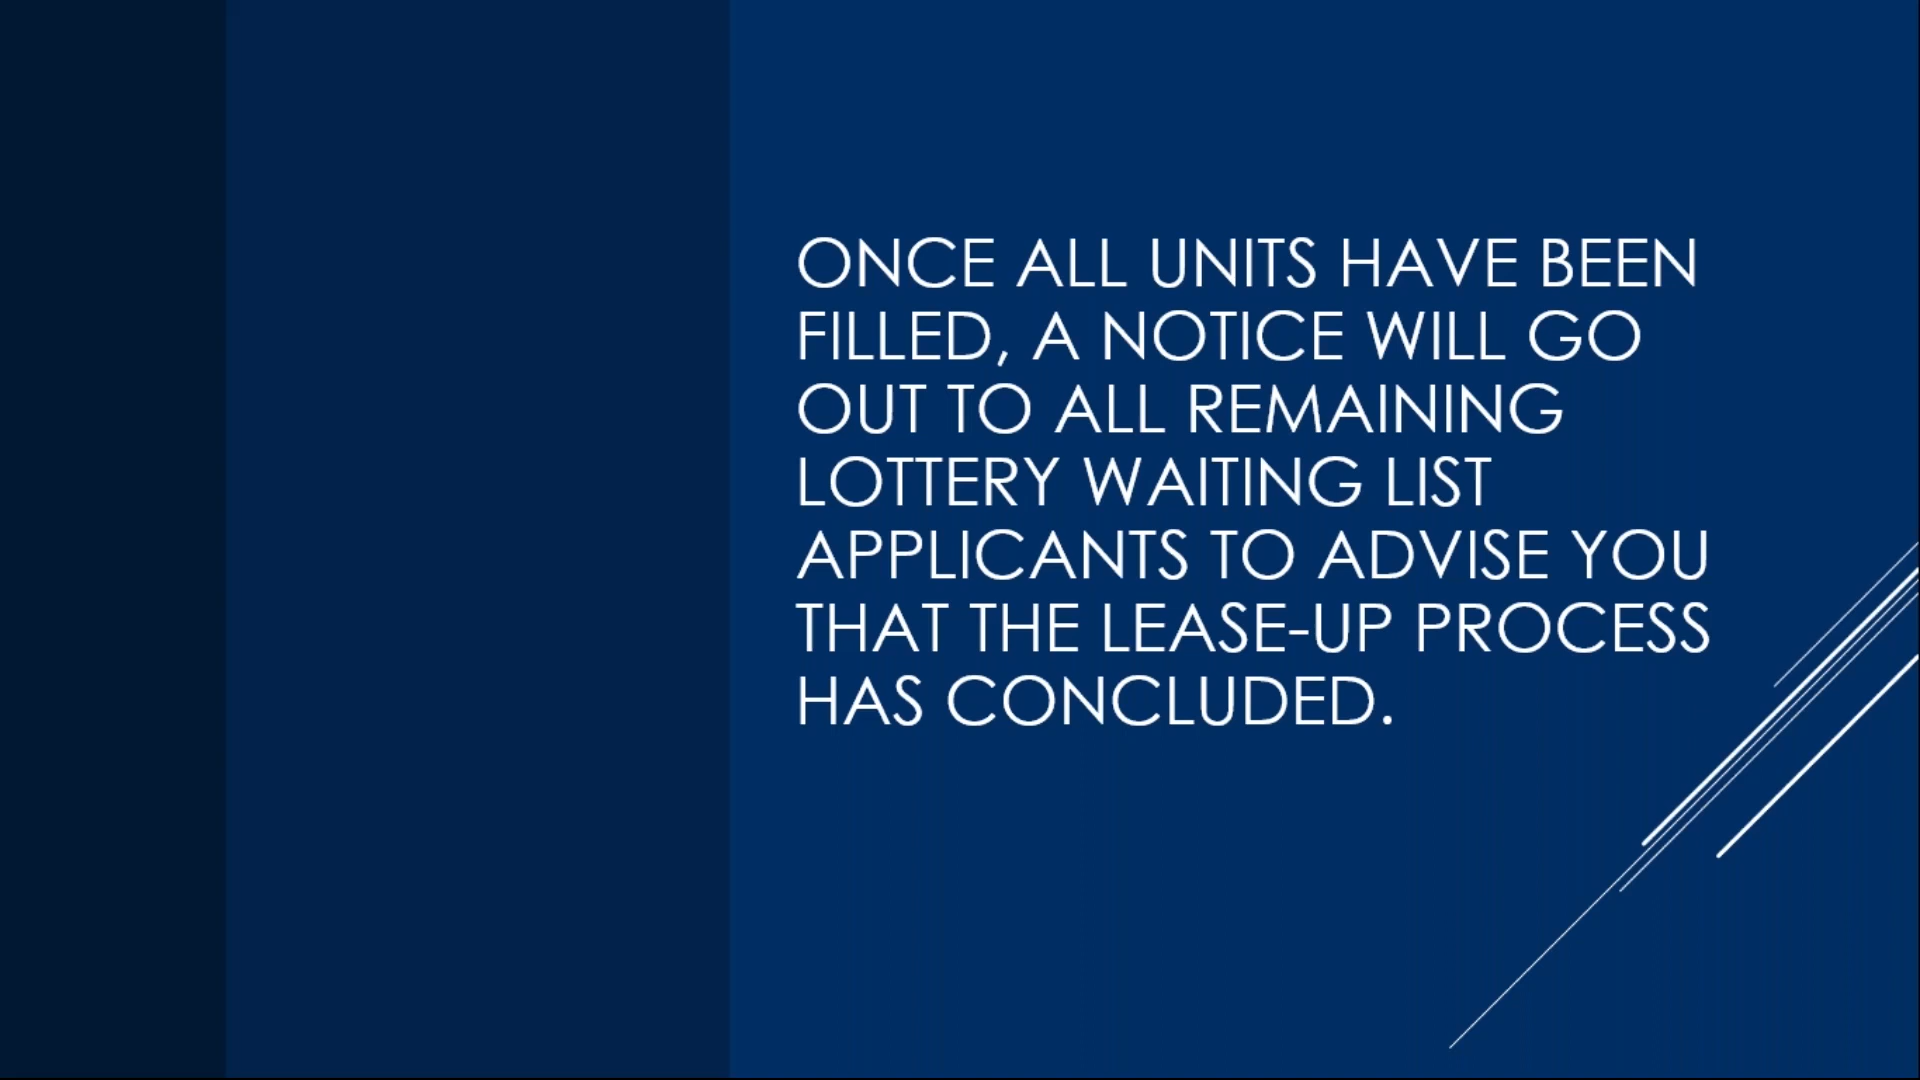 ONCE ALL UNITS HAVE BEEN
FILLED, A NOTICE WILL GO
OUT TO ALL REMAINING
LOTTERY WAITING LIST
APPLICANTS TO ADVISE YOU
THAT THE LEASE-UP PROCESS
HAS CONCLUDED.